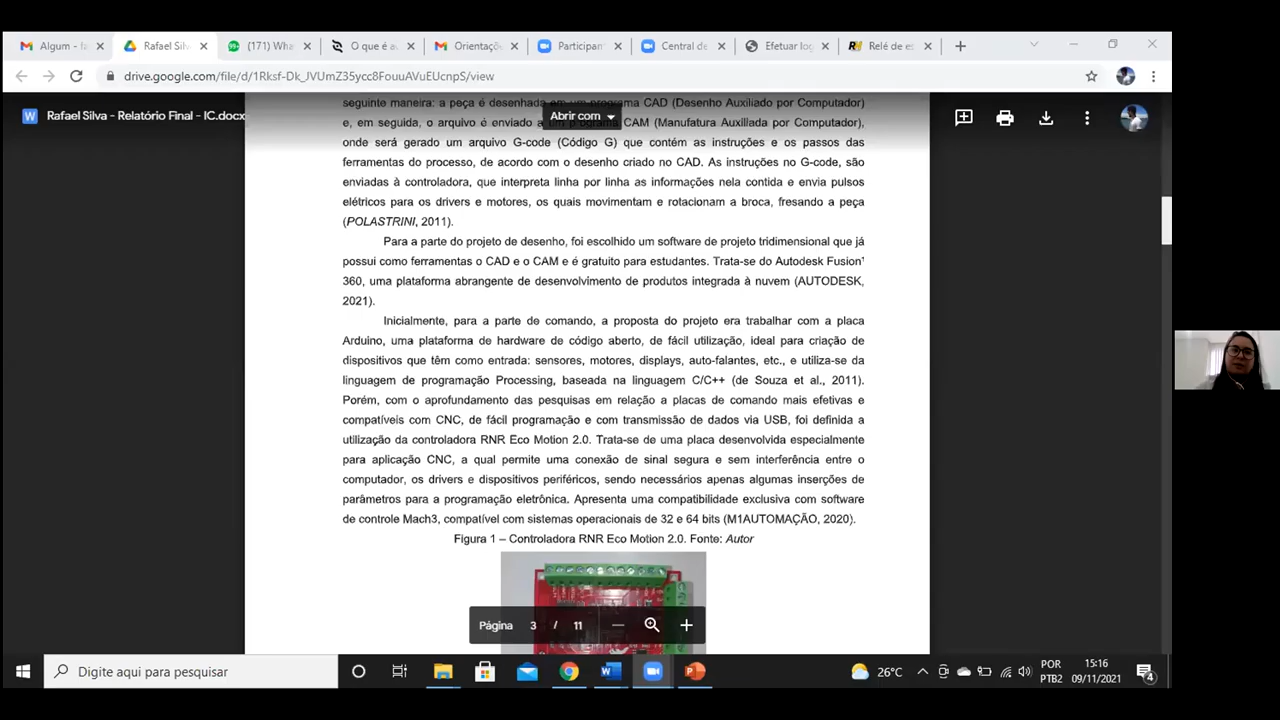 Algum - fa
Rafael Silv
(171) Wha
O que é a
Orientaçõ
Participan
Central de
Efetuar log
Relé de es
drive.google.com/file/d/1Rksf-Dk_JVUmZ35ycc8FouuAVuEUcnpS/view
Rafael Silva - Relatório Final - IC.docx
Abrir com
seguinte maneira: a peça é desenhada em um programa CAD (Desenho Auxiliado por Computador)
e, em seguida, o arquivo é enviado a um programa CAM (Manufatura Auxiliada por Computador),
onde será gerado um arquivo G-code (Código G) que contém as instruções e os passos das
ferramentas do processo, de acordo com o desenho criado no CAD. As instruções no G-code, são
enviadas à controladora, que interpreta linha por linha as informações nela contida e envia pulsos
elétricos para os drivers e motores, os quais movimentam e rotacionam a broca, fresando a peça
(POLASTRINI, 2011).
Para a parte do projeto de desenho, foi escolhido um software de projeto tridimensional que já
possui como ferramentas o CAD e o CAM e é gratuito para estudantes. Trata-se do Autodesk Fusion
360, uma plataforma abrangente de desenvolvimento de produtos integrada à nuvem (AUTODESK,
2021).
Inicialmente, para a parte de comando, a proposta do projeto era trabalhar com a placa
Arduino, uma plataforma de hardware de código aberto, de fácil utilização, ideal para criação de
dispositivos que têm como entrada: sensores, motores, displays, auto-falantes, etc., e utiliza-se da
linguagem de programação Processing, baseada na linguagem C/C++ (de Souza et al., 2011).
Porém, com o aprofundamento das pesquisas em relação a placas de comando mais efetivas e
compatíveis com CNC, de fácil programação e com transmissão de dados via USB, foi definida a
utilização da controladora RNR Eco Motion 2.0. Trata-se de uma placa desenvolvida especialmente
para aplicação CNC, a qual permite uma conexão de sinal segura e sem interferência entre o
computador, os drivers e dispositivos periféricos, sendo necessários apenas algumas inserções de
parâmetros para a programação eletrônica. Apresenta uma compatibilidade exclusiva com software
de controle Mach3, compatível com sistemas operacionais de 32 e 64 bits (M1AUTOMAÇÃO, 2020).
Figura 1 – Controladora RNR Eco Motion 2.0. Fonte: Autor
Página 3 / 11
Digite aqui para pesquisar
26°C
POR
PTB2
15:16
09/11/2021
4